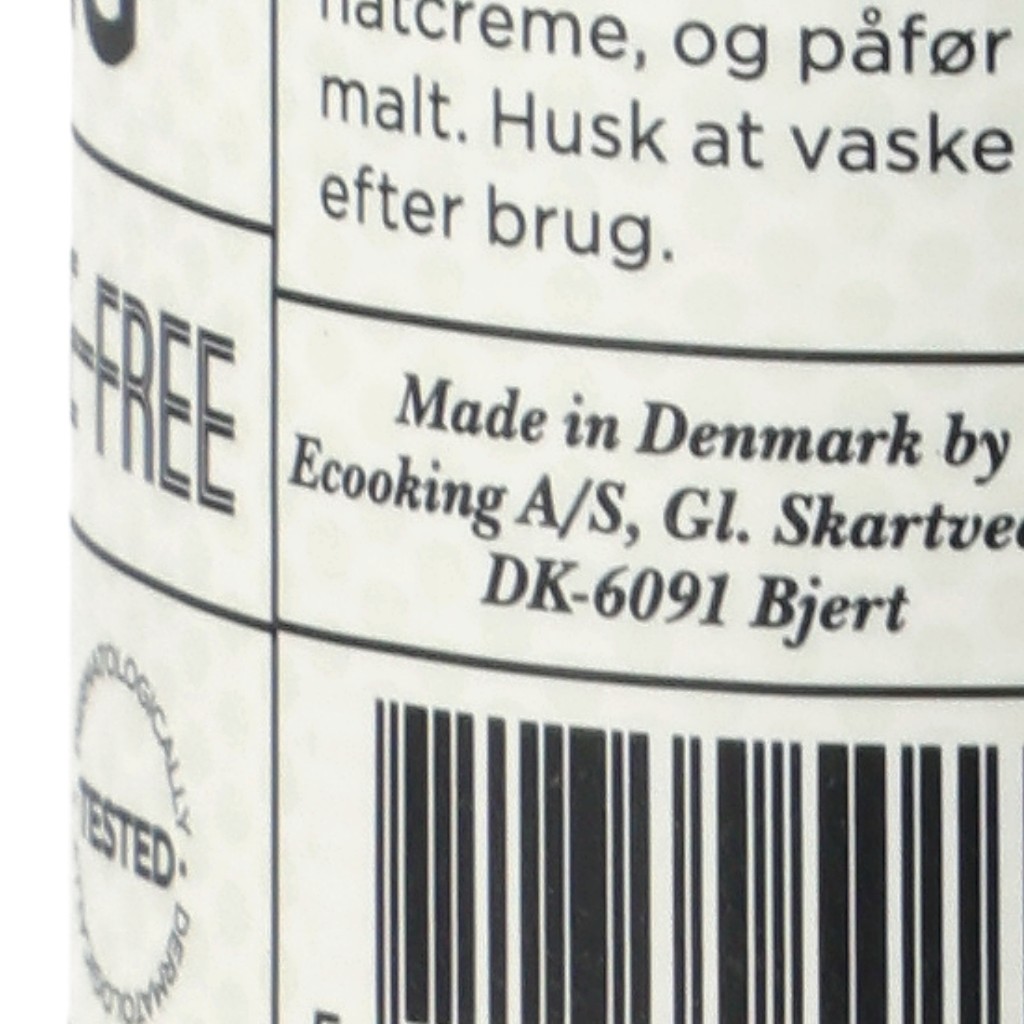 natcreme, og påfør
malt. Husk at vaske
efter brug.
-FREE
Made in Denmark by
Ecooking A/S, Gl.
DK-6091 Bjert
TESTED